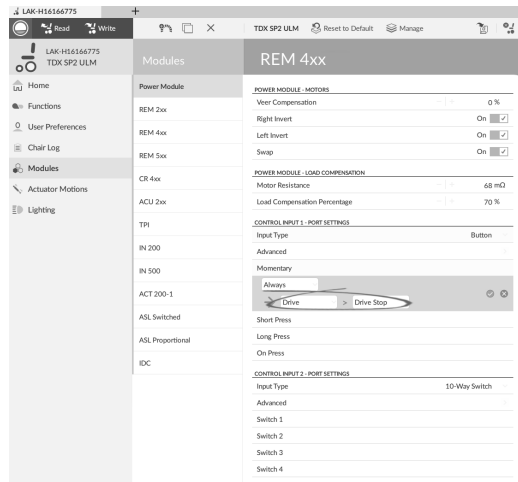 LAK-H16166775
Read
Write
TDX SP2 ULM
Reset to Default
Manage
LAK-H16166775
TDX SP2 ULM
Modules
REM 4xx
Home
Functions
User Preferences
Chair Log
Modules
Actuator Motions
Lighting
Power Module
REM 2xx
REM 4xx
REM 5xx
CR 4xx
ACU 2xx
TPI
IN 200
IN 500
ACT 200-1
ASL Switched
ASL Proportional
IDC
POWER MODULE - MOTORS
Veer Compensation 0 %
Right Invert On
Left Invert On
Swap On
POWER MODULE - LOAD COMPENSATION
Motor Resistance 68 mΩ
Load Compensation Percentage 70 %
CONTROL INPUT 1 - PORT SETTINGS
Input Type Button
Advanced
Momentary
Always
Drive > Drive Stop
Short Press
Long Press
On Press
CONTROL INPUT 2 - PORT SETTINGS
Input Type 10-Way Switch
Advanced
Switch 1
Switch 2
Switch 3
Switch 4